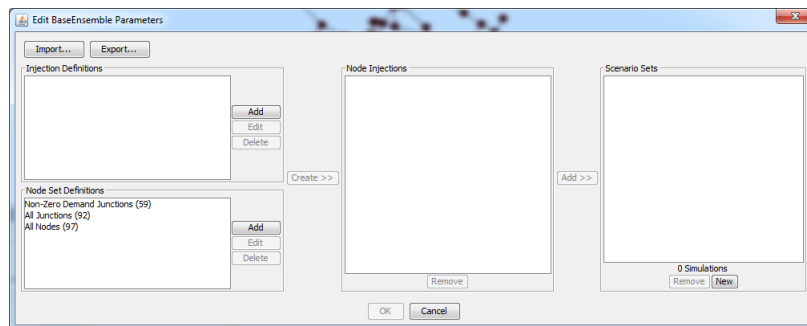 Edit BaseEnsemble Parameters
Import... Export...
Injection Definitions
Add
Edit
Delete
Node Set Definitions
Non-Zero Demand Junctions (59)
All Junctions (92)
All Nodes (97)
Add
Edit
Delete
Create >>
Node Injections
Remove
Add >>
Scenario Sets
0 Simulations
Remove New
OK Cancel